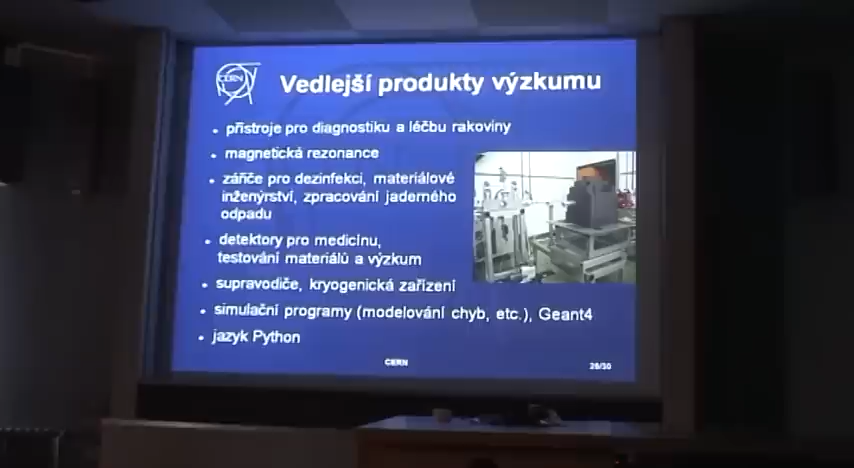 CERN
Vedlejší produkty výzkumu
• přístroje pro diagnostiku a léčbu rakoviny
• magnetická rezonance
• zářiče pro dezinfekci, materiálové
inženýrství, zpracování jaderného
odpadu
• detektory pro medicínu,
testování materiálů a výzkum
• supravodiče, kryogenická zařízení
• simulační programy (modelování chyb, etc.), Geant4
• jazyk Python
CERN
28/30